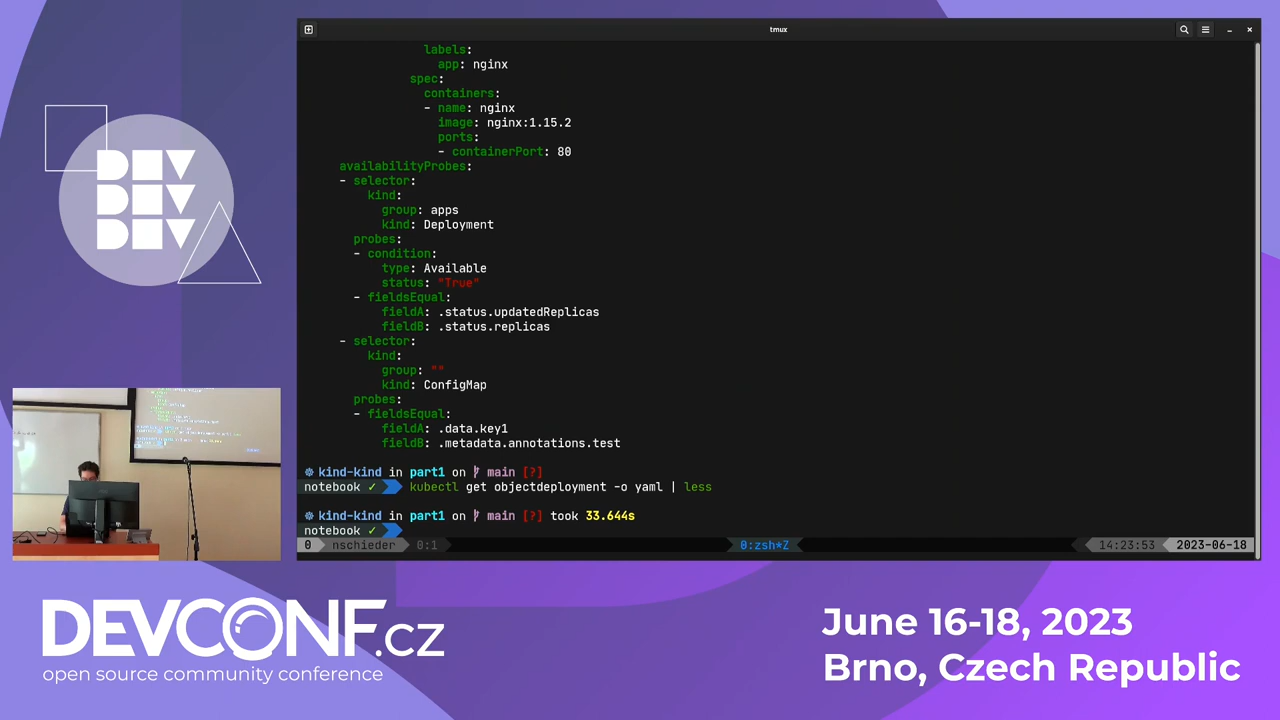 DEV
DEV
DEV
tmux
labels:
app: nginx
spec:
containers:
- name: nginx
image: nginx:1.15.2
ports:
- containerPort: 80
availabilityProbes:
- selector:
kind:
group: apps
kind: Deployment
probes:
- condition:
type: Available
status: "True"
- fieldsEqual:
fieldA: .status.updatedReplicas
fieldB: .status.replicas
- selector:
kind:
group: ""
kind: ConfigMap
probes:
- fieldsEqual:
fieldA: .data.key1
fieldB: .metadata.annotations.test
kind-kind in part1 on main [?]
notebook ✓ kubectl get objectdeployment -o yaml | less
kind-kind in part1 on main [?] took 33.644s
notebook ✓
0 nschieder 0:1 0:zsh*Z 14:23:53 2023-06-18
DEVCONF.cz
open source community conference
June 16-18, 2023
Brno, Czech Republic